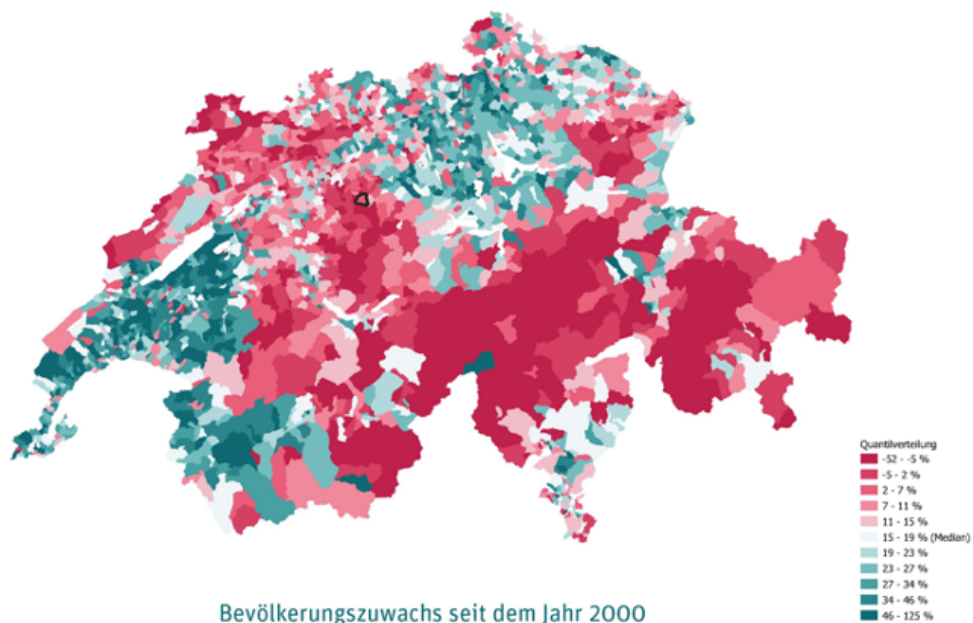 Quantilverteilung
-52 - -5 %
-5 - 2 %
2 - 7 %
7 - 11 %
11 - 15 %
15 - 19 % (Median)
19 - 23 %
23 - 27 %
27 - 34 %
34 - 46 %
46 - 125 %
Bevölkerungszuwachs seit dem Jahr 2000